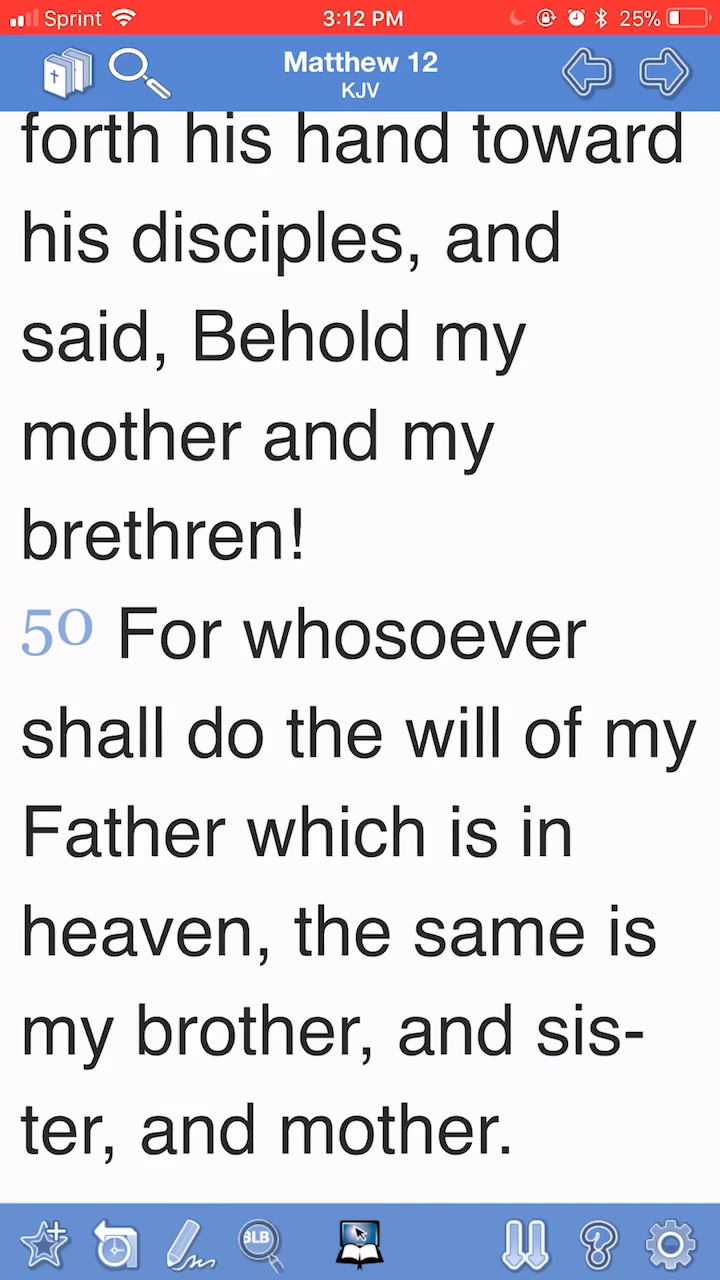 Sprint 3:12 PM 25%
Matthew 12
KJV
forth his hand toward
his disciples, and
said, Behold my
mother and my
brethren!
50 For whosoever
shall do the will of my
Father which is in
heaven, the same is
my brother, and sis-
ter, and mother.
BLB